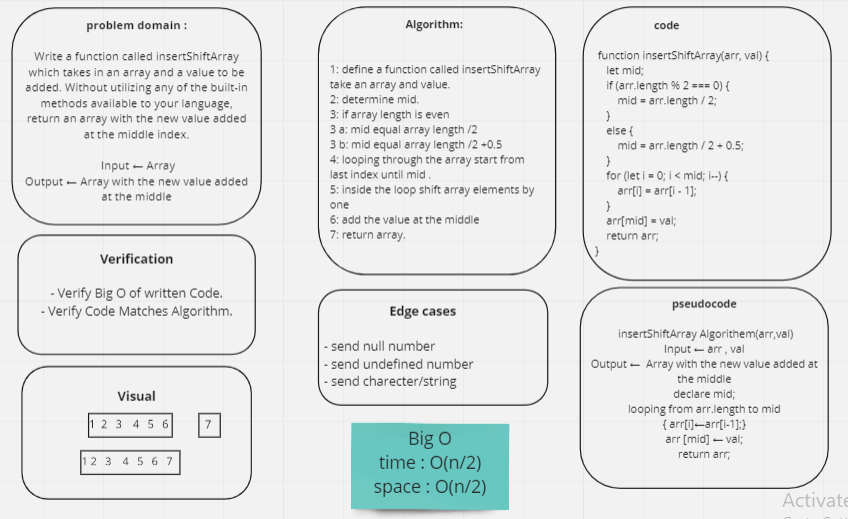 problem domain :
Write a function called insertShiftArray
which takes in an array and a value to be
added. Without utilizing any of the built-in
methods available to your language,
return an array with the new value added
at the middle index.
Input ← Array
Output ← Array with the new value added
at the middle
Verification
- Verify Big O of written Code.
- Verify Code Matches Algorithm.
Visual
1 2 3 4 5 6
7
1 2 3 4 5 6 7
Algorithm:
1: define a function called insertShiftArray
take an array and value.
2: determine mid.
3: if array length is even
3 a: mid equal array length /2
3 b: mid equal array length /2 +0.5
4: looping through the array start from
last index until mid .
5: inside the loop shift array elements by
one
6: add the value at the middle
7: return array.
Edge cases
- send null number
- send undefined number
- send charecter/string
Big O
time : O(n/2)
space : O(n/2)
code
function insertShiftArray(arr, val) {
let mid;
if (arr.length % 2 === 0) {
mid = arr.length / 2;
}
else {
mid = arr.length / 2 + 0.5;
}
for (let i = 0; i < mid; i--) {
arr[i] = arr[i - 1];
}
arr[mid] = val;
return arr;
}
pseudocode
insertShiftArray Algorithem(arr,val)
Input ← arr , val
Output ← Array with the new value added at
the middle
declare mid;
looping from arr.length to mid
{ arr[i]←arr[i-1];}
arr [mid] ← val;
return arr;
Activate